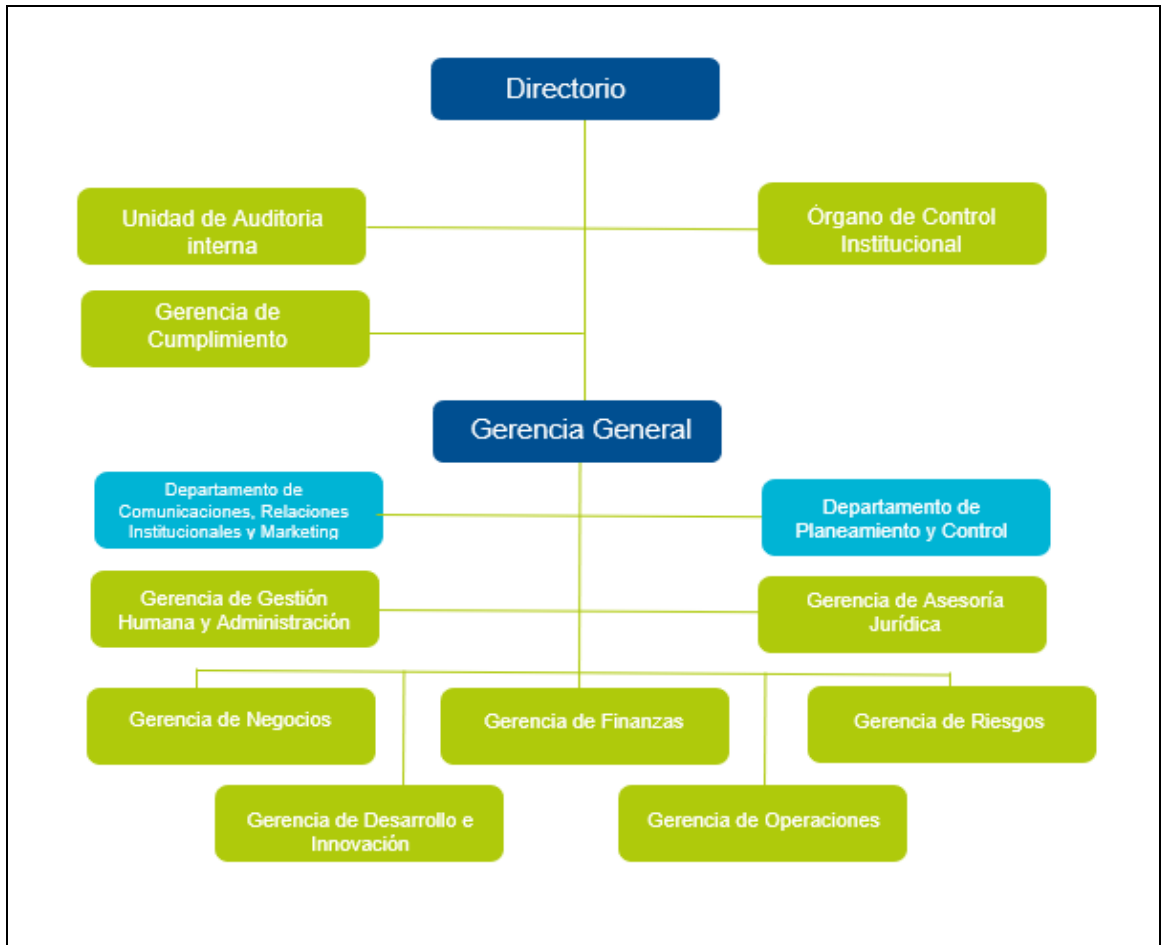 Directorio
Unidad de Auditoria
interna
Órgano de Control
Institucional
Gerencia de
Cumplimiento
Gerencia General
Departamento de
Comunicaciones, Relaciones
Institucionales y Marketing
Departamento de
Planeamiento y Control
Gerencia de Gestión
Humana y Administración
Gerencia de Asesoría
Jurídica
Gerencia de Negocios
Gerencia de Finanzas
Gerencia de Riesgos
Gerencia de Desarrollo e
Innovación
Gerencia de Operaciones